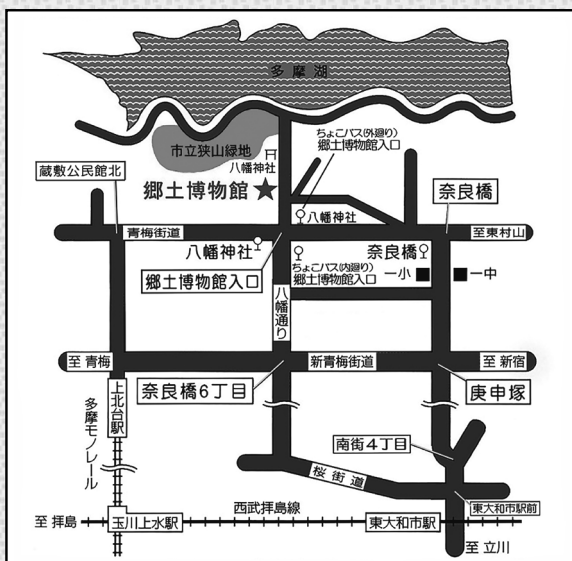 多摩湖
ちょこバス(外廻り)
郷土博物館入口
市立狭山緑地
八幡神社
蔵敷公民館北
郷土博物館★
奈良橋
八幡神社
青梅街道
至東村山
八幡神社
奈良橋
ちょこバス(内廻り)
郷土博物館入口
一小
一中
郷土博物館入口
八幡通り
至 青梅
新青梅街道
至 新宿
上北台駅
奈良橋6丁目
庚申塚
多摩モノレール
南街4丁目
桜街道
東大和市駅前
西武拝島線
至 拝島
玉川上水駅
東大和市駅
至 立川